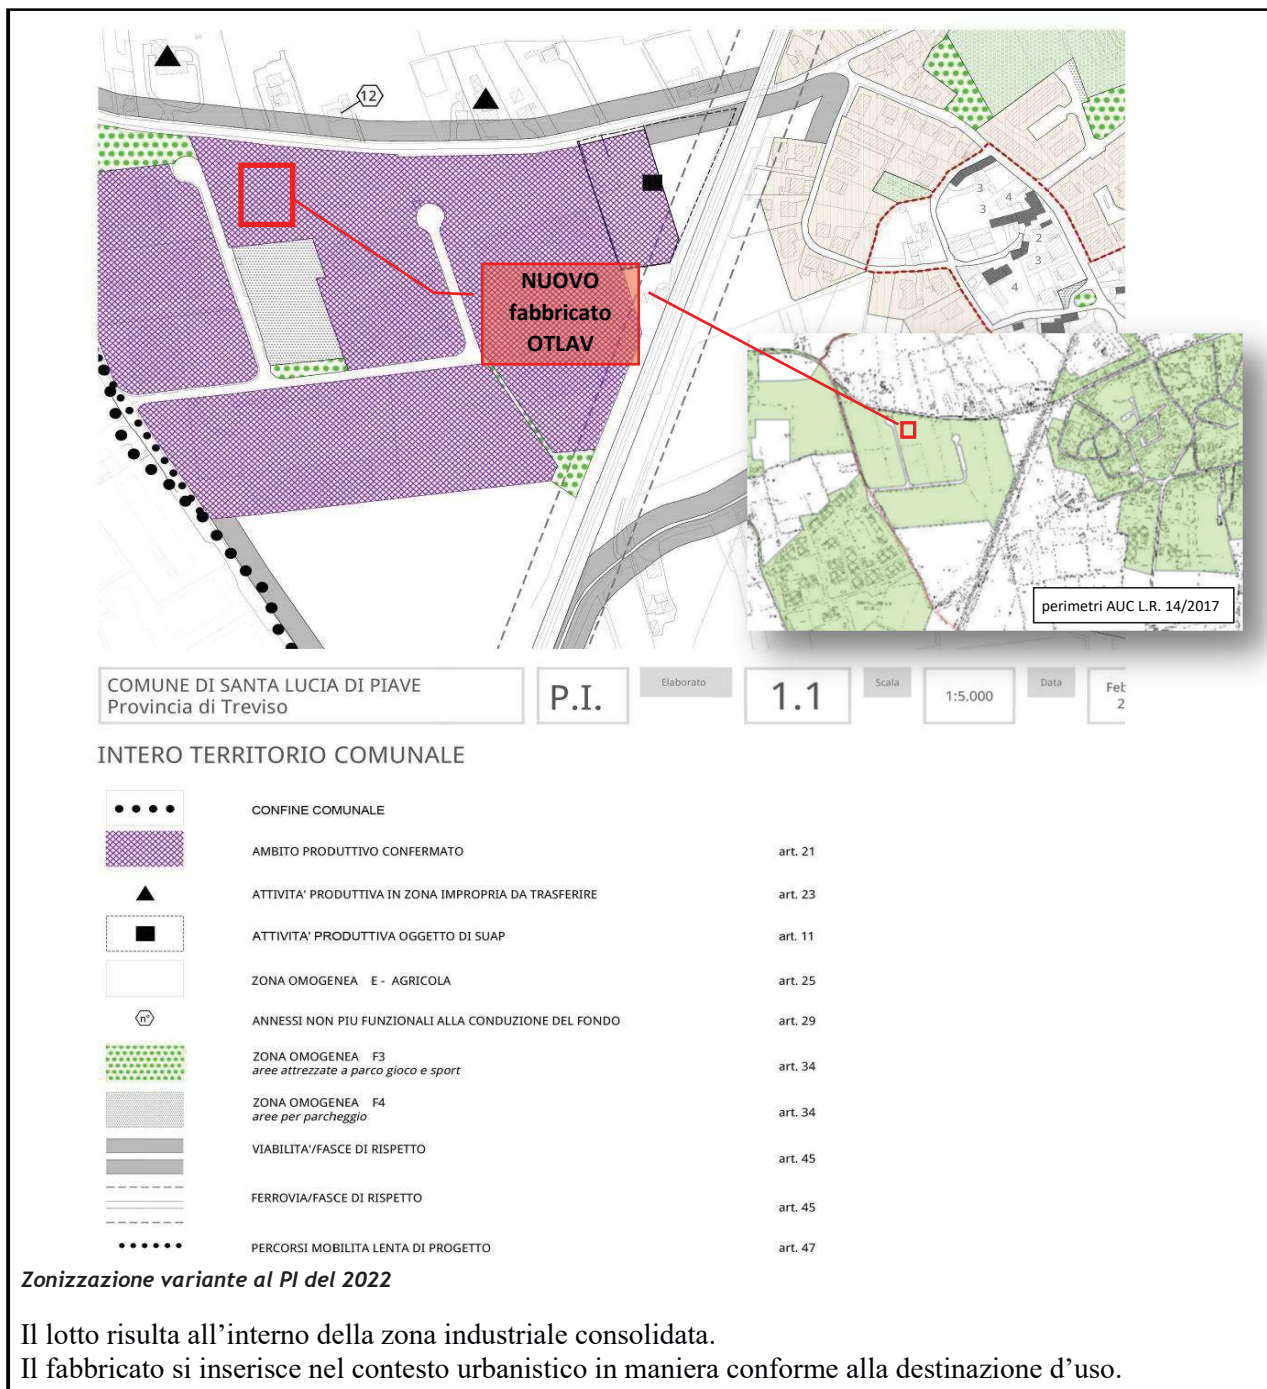 12
3
4
3
2
3
4
NUOVO
fabbricato
OTLAV
perimetri AUC L.R. 14/2017
COMUNE DI SANTA LUCIA DI PIAVE
Provincia di Treviso
P.I.
Elaborato
1.1
Scala
1:5.000
Data
Feb
2
INTERO TERRITORIO COMUNALE
CONFINE COMUNALE
AMBITO PRODUTTIVO CONFERMATO art. 21
ATTIVITA' PRODUTTIVA IN ZONA IMPROPRIA DA TRASFERIRE art. 23
ATTIVITA' PRODUTTIVA OGGETTO DI SUAP art. 11
ZONA OMOGENEA E - AGRICOLA art. 25
n° ANNESSI NON PIU FUNZIONALI ALLA CONDUZIONE DEL FONDO art. 29
ZONA OMOGENEA F3
aree attrezzate a parco gioco e sport art. 34
ZONA OMOGENEA F4
aree per parcheggio art. 34
VIABILITA'/FASCE DI RISPETTO art. 45
FERROVIA/FASCE DI RISPETTO art. 45
PERCORSI MOBILITA LENTA DI PROGETTO art. 47
Zonizzazione variante al PI del 2022
Il lotto risulta all’interno della zona industriale consolidata.
Il fabbricato si inserisce nel contesto urbanistico in maniera conforme alla destinazione d’uso.